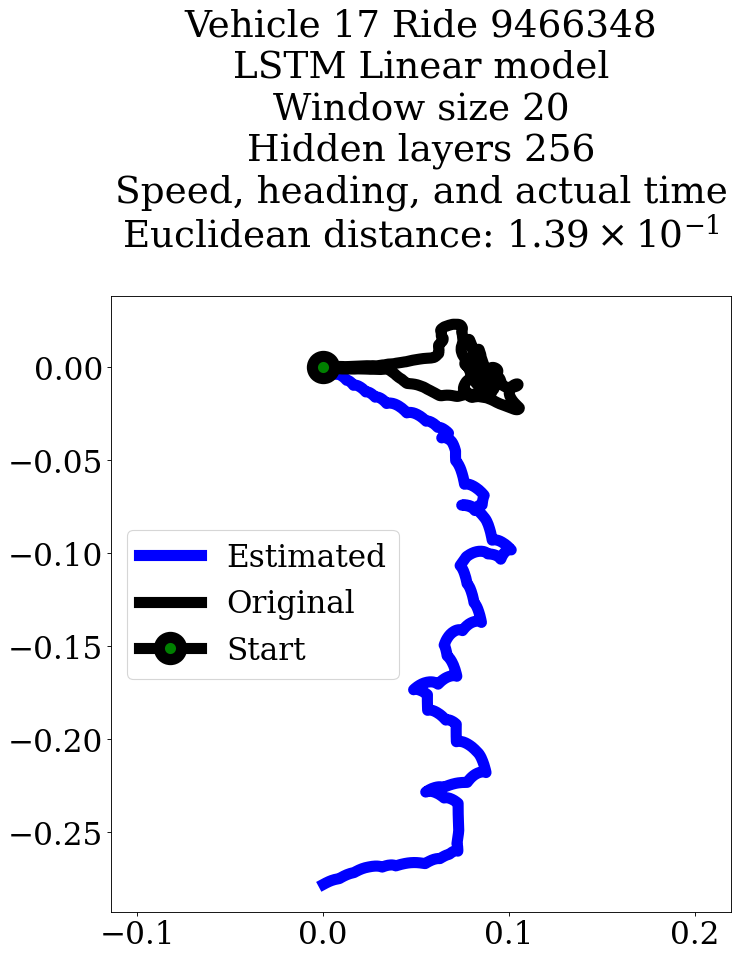 Vehicle 17 Ride 9466348
LSTM Linear model
Window size 20
Hidden layers 256
Speed, heading, and actual time
Euclidean distance: 1.39 × 10⁻¹
0.00
−0.05
−0.10
−0.15
−0.20
−0.25
Estimated
Original
Start
−0.1
0.0
0.1
0.2